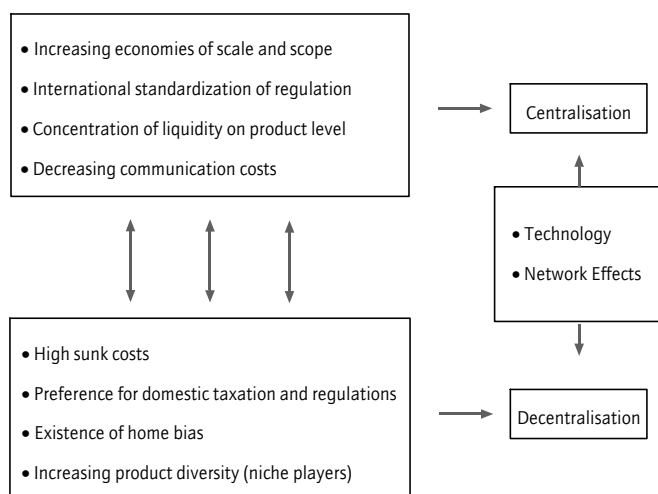 • Increasing economies of scale and scope
• International standardization of regulation
• Concentration of liquidity on product level
• Decreasing communication costs
Centralisation
• Technology
• Network Effects
• High sunk costs
• Preference for domestic taxation and regulations
• Existence of home bias
• Increasing product diversity (niche players)
Decentralisation